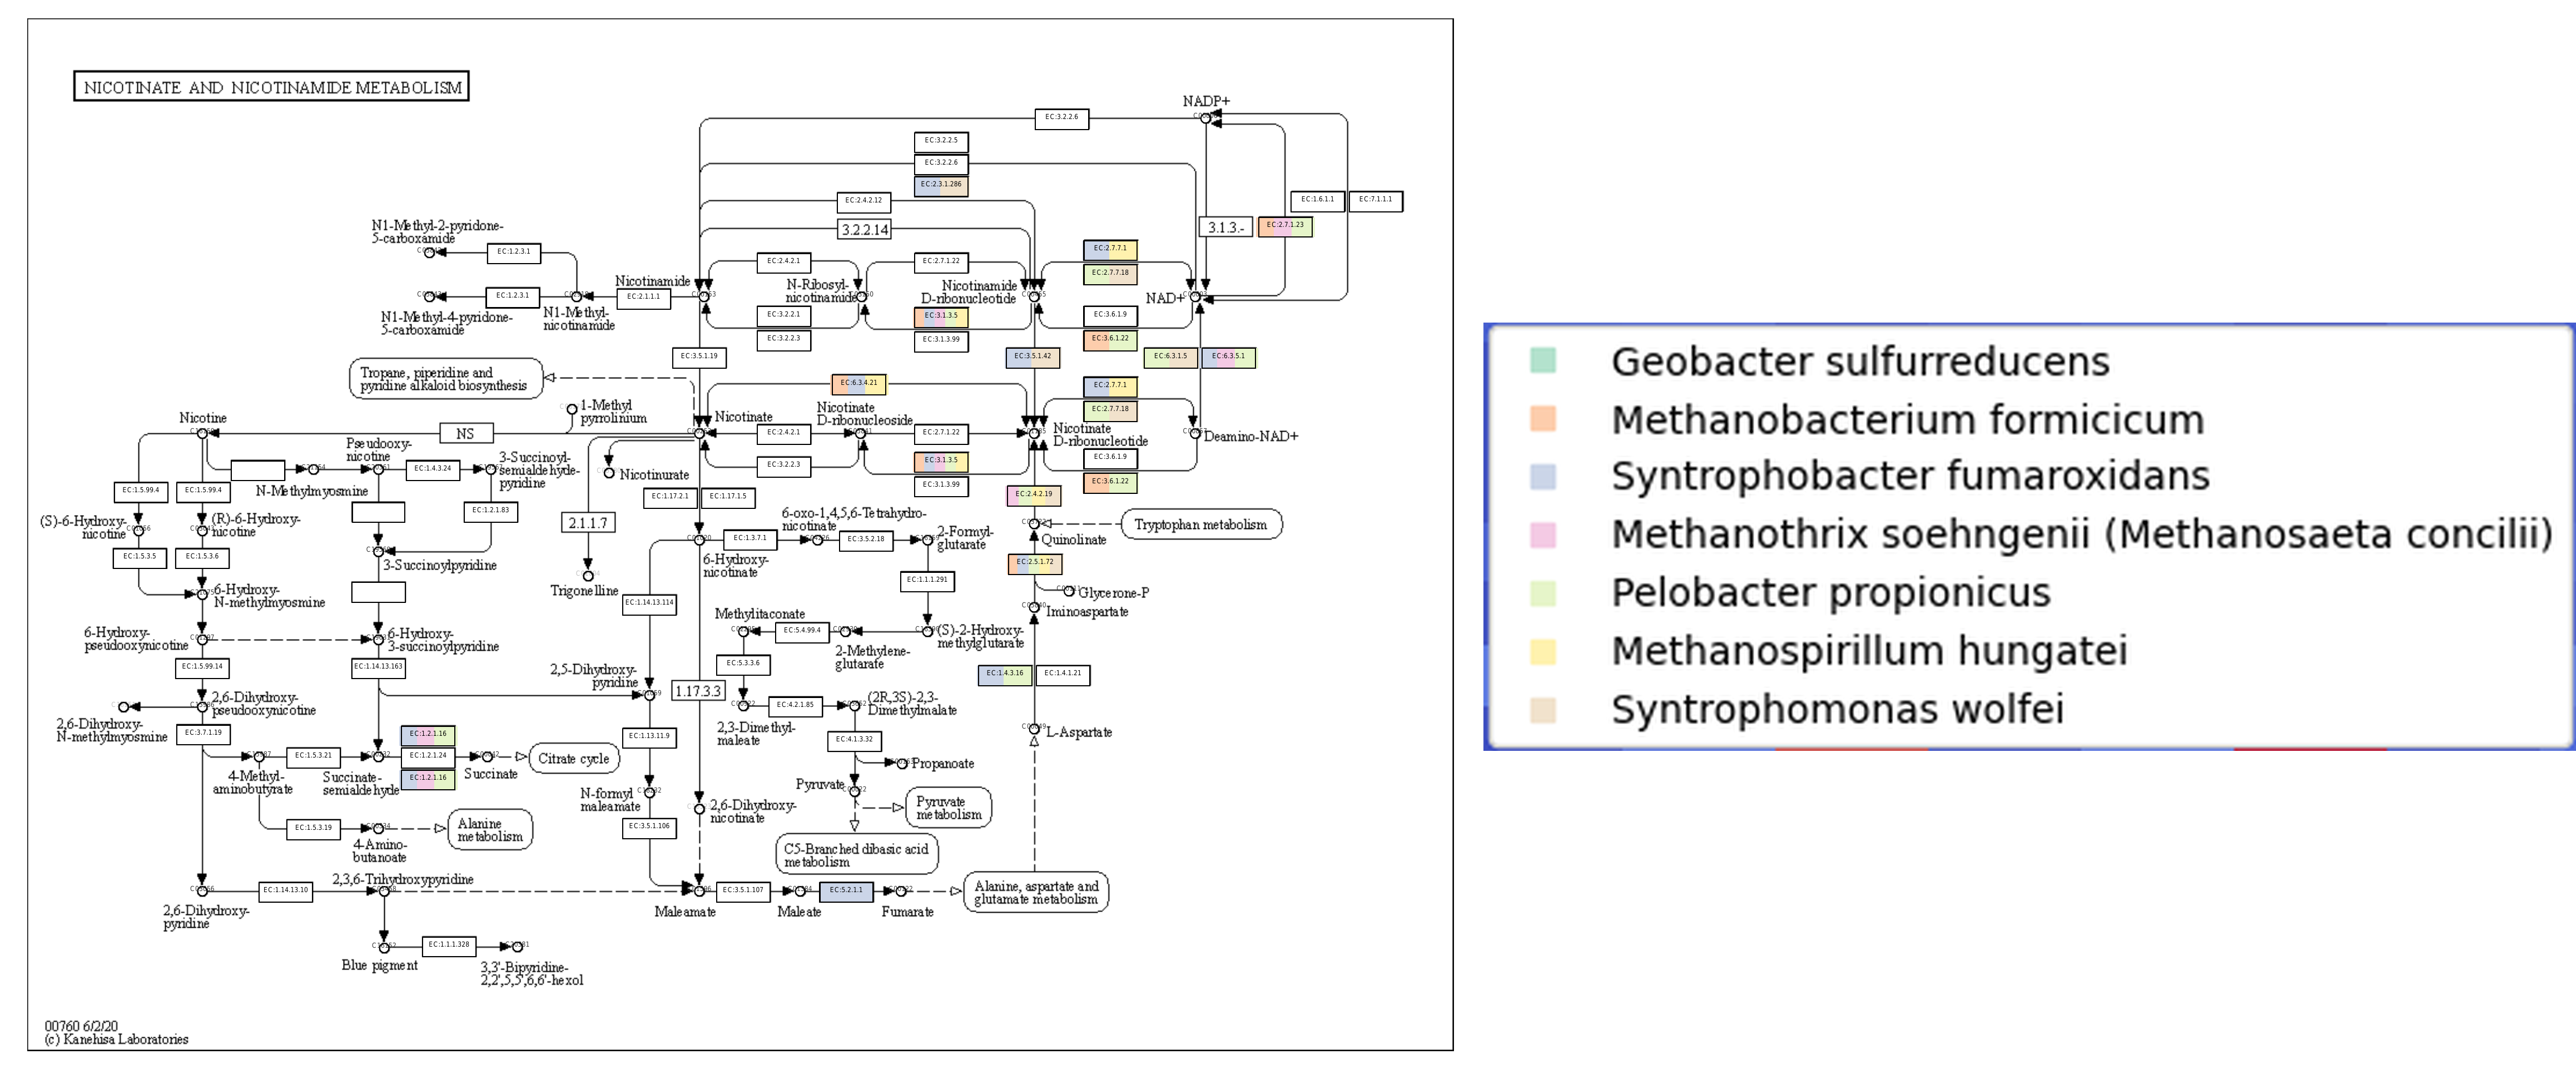 NICOTINATE AND NICOTINAMIDE METABOLISM
NADP+
EC:3.2.2.6
EC:3.2.2.5
EC:3.2.2.6
EC:2.3.1.286
EC:2.4.2.12
EC:1.6.1.1
EC:7.1.1.1
3.2.2.14
3.1.3.-
EC:2.7.1.23
N1-Methyl-2-pyridone-
5-carboxamide
EC:1.2.3.1
EC:2.4.2.1
EC:2.7.1.22
EC:2.7.7.1
EC:2.7.7.18
Nicotinamide
N-Ribosyl-
nicotinamide
Nicotinamide
D-ribonucleotide
NAD+
EC:1.2.3.1
EC:2.1.1.1
N1-Methyl-4-pyridone-
5-carboxamide
N1-Methyl-
nicotinamide
EC:3.2.2.1
EC:3.1.3.5
EC:3.6.1.9
EC:3.2.2.3
EC:3.1.3.99
EC:3.6.1.22
EC:3.5.1.19
EC:3.5.1.42
EC:6.3.1.5
EC:6.3.5.1
Tropane, piperidine and
pyridine alkaloid biosynthesis
EC:6.3.4.21
EC:2.7.7.1
EC:2.7.7.18
1-Methyl
pyrrolinium
Nicotinate
Nicotinate
D-ribonucleoside
Nicotinate
D-ribonucleotide
Deamino-NAD+
Nicotine
NS
EC:2.4.2.1
EC:2.7.1.22
Pseudooxy-
nicotine
EC:1.4.3.24
3-Succinoyl-
semialdehyde-
pyridine
N-Methylmyosmine
Nicotinurate
EC:3.2.2.3
EC:3.1.3.5
EC:3.1.3.99
EC:3.6.1.9
EC:3.6.1.22
EC:1.5.99.4
EC:1.5.99.4
EC:1.2.1.83
EC:1.17.2.1
EC:1.17.1.5
EC:2.4.2.19
(S)-6-Hydroxy-
nicotine
(R)-6-Hydroxy-
nicotine
2.1.1.7
6-oxo-1,4,5,6-Tetrahydro-
nicotinate
2-Formyl-
glutarate
Tryptophan metabolism
Quinolinate
EC:1.5.3.5
EC:1.5.3.6
3-Succinoylpyridine
EC:1.3.7.1
EC:3.5.2.18
6-Hydroxy-
nicotinate
EC:2.5.1.72
Trigonelline
EC:1.1.1.291
Glycerone-P
6-Hydroxy-
N-methylmyosmine
EC:1.14.13.114
Iminoaspartate
Methylitaconate
EC:5.4.99.4
(S)-2-Hydroxy-
methylglutarate
6-Hydroxy-
pseudooxynicotine
6-Hydroxy-
3-succinoylpyridine
2-Methylene-
glutarate
EC:1.5.99.14
EC:1.14.13.163
2,5-Dihydroxy-
pyridine
EC:5.3.3.6
EC:1.4.3.16
EC:1.4.1.21
1.17.3.3
2,6-Dihydroxy-
pseudooxynicotine
2,6-Dihydroxy-
N-methylmyosmine
EC:4.2.1.85
(2R,3S)-2,3-
Dimethylmalate
2,3-Dimethyl-
maleate
L-Aspartate
EC:3.7.1.19
EC:1.2.1.16
EC:1.2.1.24
EC:1.2.1.16
EC:1.5.3.21
Citrate cycle
EC:1.13.11.9
EC:4.1.3.32
Propanoate
4-Methyl-
aminobutyrate
Succinate-
semialdehyde
Succinate
N-formyl
maleamate
Pyruvate
Pyruvate
metabolism
2,6-Dihydroxy-
nicotinate
EC:1.5.3.19
Alanine
metabolism
4-Amino-
butanoate
EC:3.5.1.106
C5-Branched dibasic acid
metabolism
2,3,6-Trihydroxypyridine
EC:1.14.13.10
EC:3.5.1.107
EC:5.2.1.1
Alanine, aspartate and
glutamate metabolism
2,6-Dihydroxy-
pyridine
Maleamate
Maleate
Fumarate
EC:1.1.1.328
Blue pigment
3,3'-Bipyridine-
2,2',5,5',6,6'-hexol
00760 6/2/20
(c) Kanehisa Laboratories
Geobacter sulfurreducens
Methanobacterium formicicum
Syntrophobacter fumaroxidans
Methanothrix soehngenii (Methanosaeta concilii)
Pelobacter propionicus
Methanospirillum hungatei
Syntrophomonas wolfei